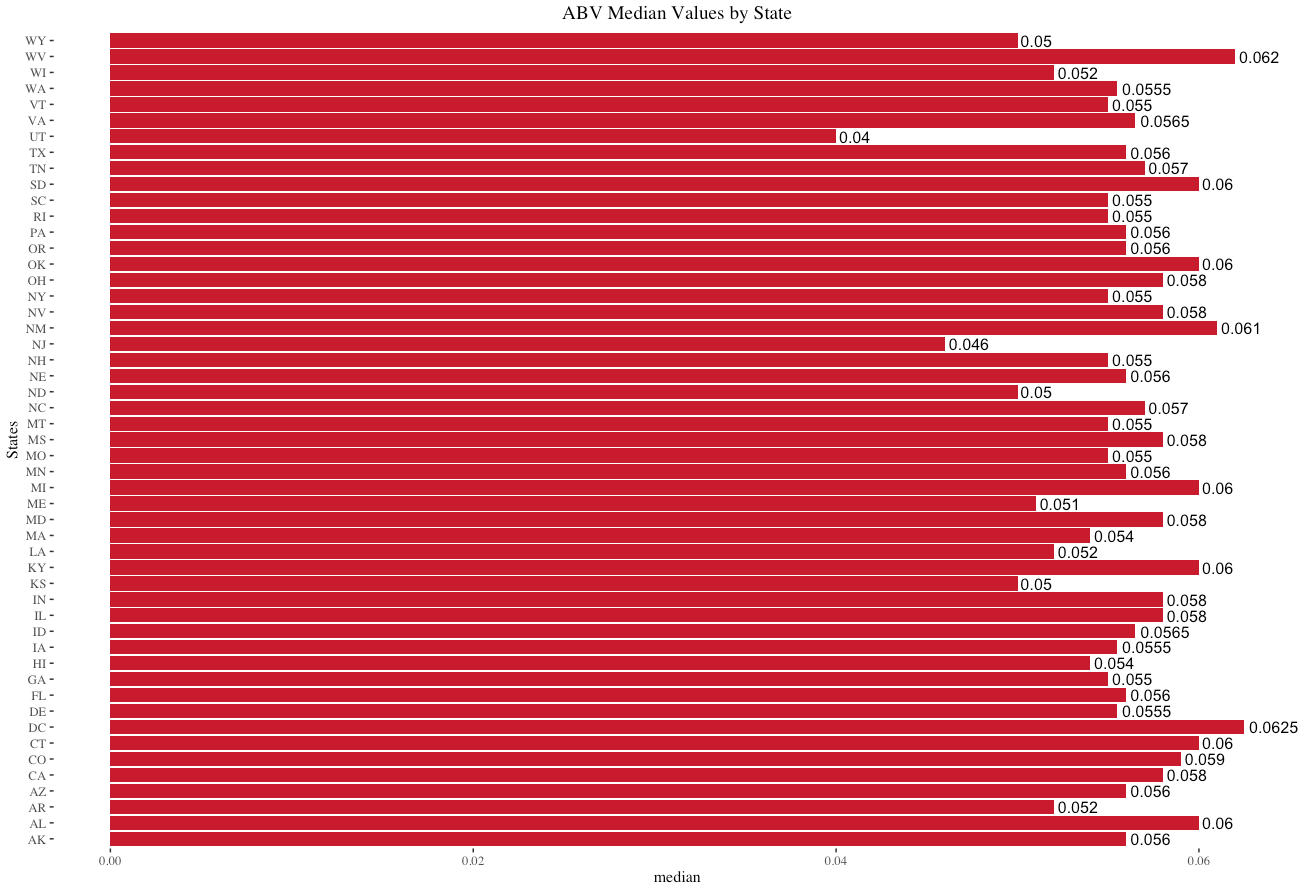 ABV Median Values by State
WY 0.05
WV 0.062
WI 0.052
WA 0.0555
VT 0.055
VA 0.0565
UT 0.04
TX 0.056
TN 0.057
SD 0.06
SC 0.055
RI 0.055
PA 0.056
OR 0.056
OK 0.06
OH 0.058
NY 0.055
NV 0.058
NM 0.061
NJ 0.046
NH 0.055
NE 0.056
ND 0.05
NC 0.057
MT 0.055
MS 0.058
MO 0.055
MN 0.056
MI 0.06
ME 0.051
MD 0.058
MA 0.054
LA 0.052
KY 0.06
KS 0.05
IN 0.058
IL 0.058
ID 0.0565
IA 0.0555
HI 0.054
GA 0.055
FL 0.056
DE 0.0555
DC 0.0625
CT 0.06
CO 0.059
CA 0.058
AZ 0.056
AR 0.052
AL 0.06
AK 0.056
States
0.00 0.02 0.04 0.06
median